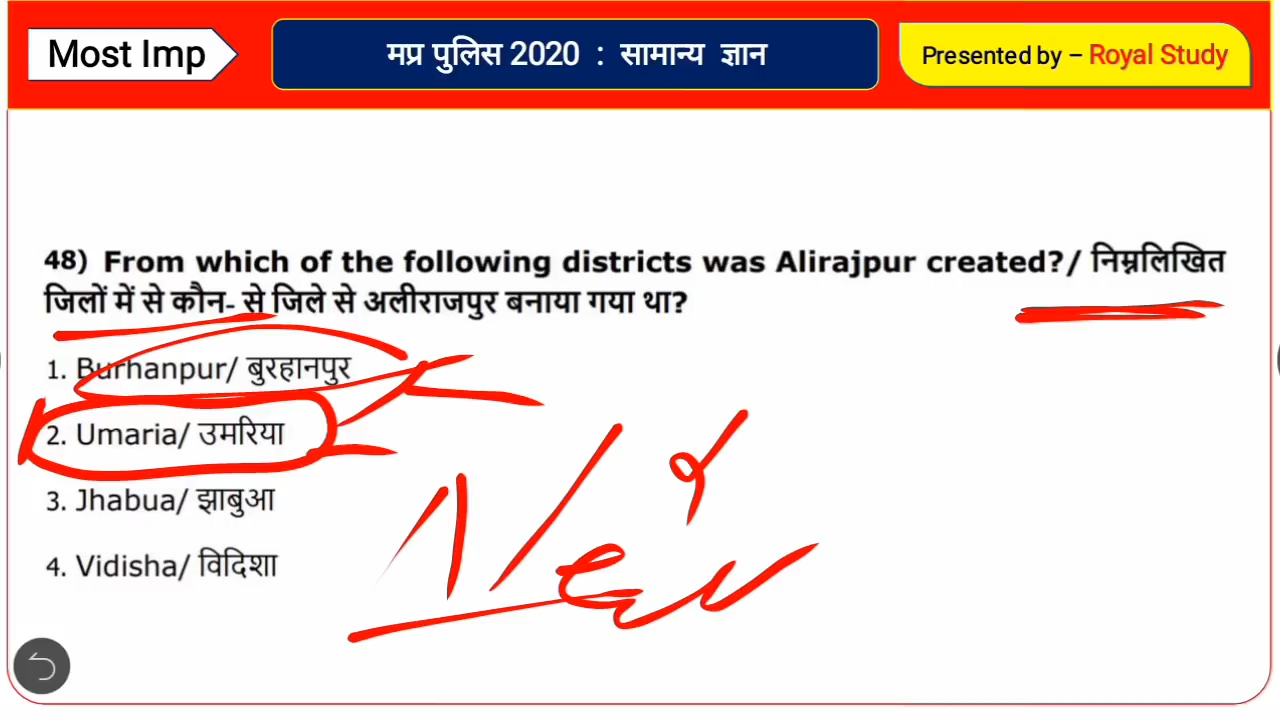 Most Imp
मप्र पुलिस 2020 : सामान्य ज्ञान
Presented by – Royal Study
48) From which of the following districts was Alirajpur created?/ निम्नलिखित
जिलों में से कौन- से जिले से अलीराजपुर बनाया गया था?
1. Burhanpur/ बुरहानपुर
2. Umaria/ उमरिया
3. Jhabua/ झाबुआ
4. Vidisha/ विदिशा